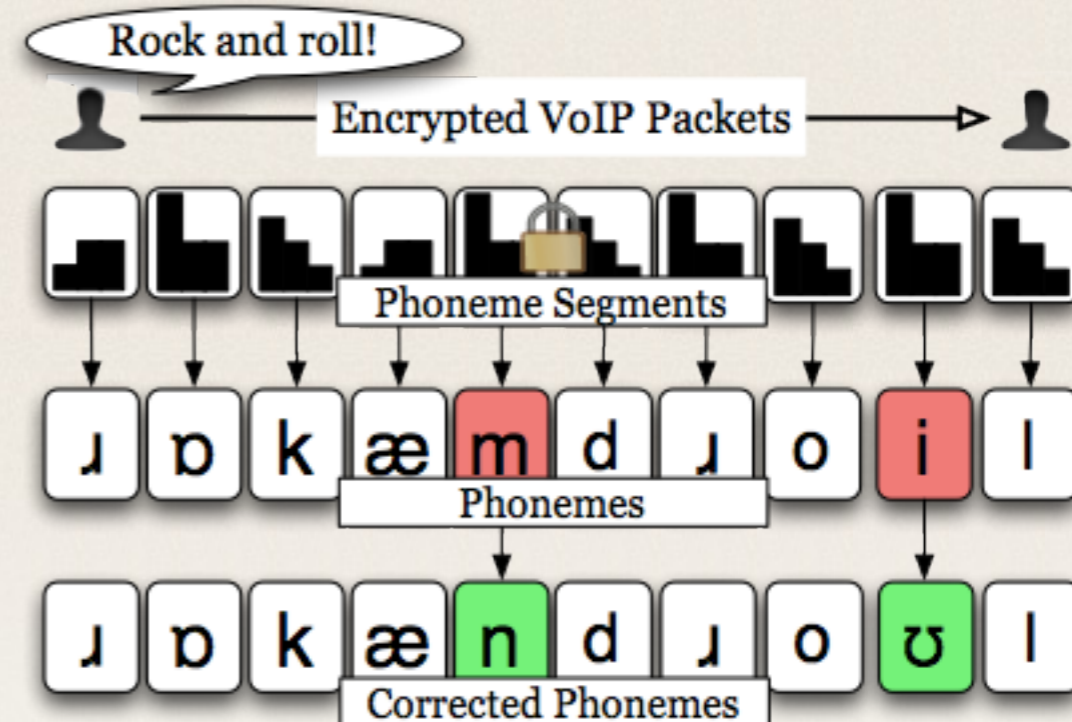 Rock and roll!
Encrypted VoIP Packets
Phoneme Segments
ɹ ɒ k æ m d ɹ o i l
Phonemes
ɹ ɒ k æ n d ɹ o ʊ l
Corrected Phonemes